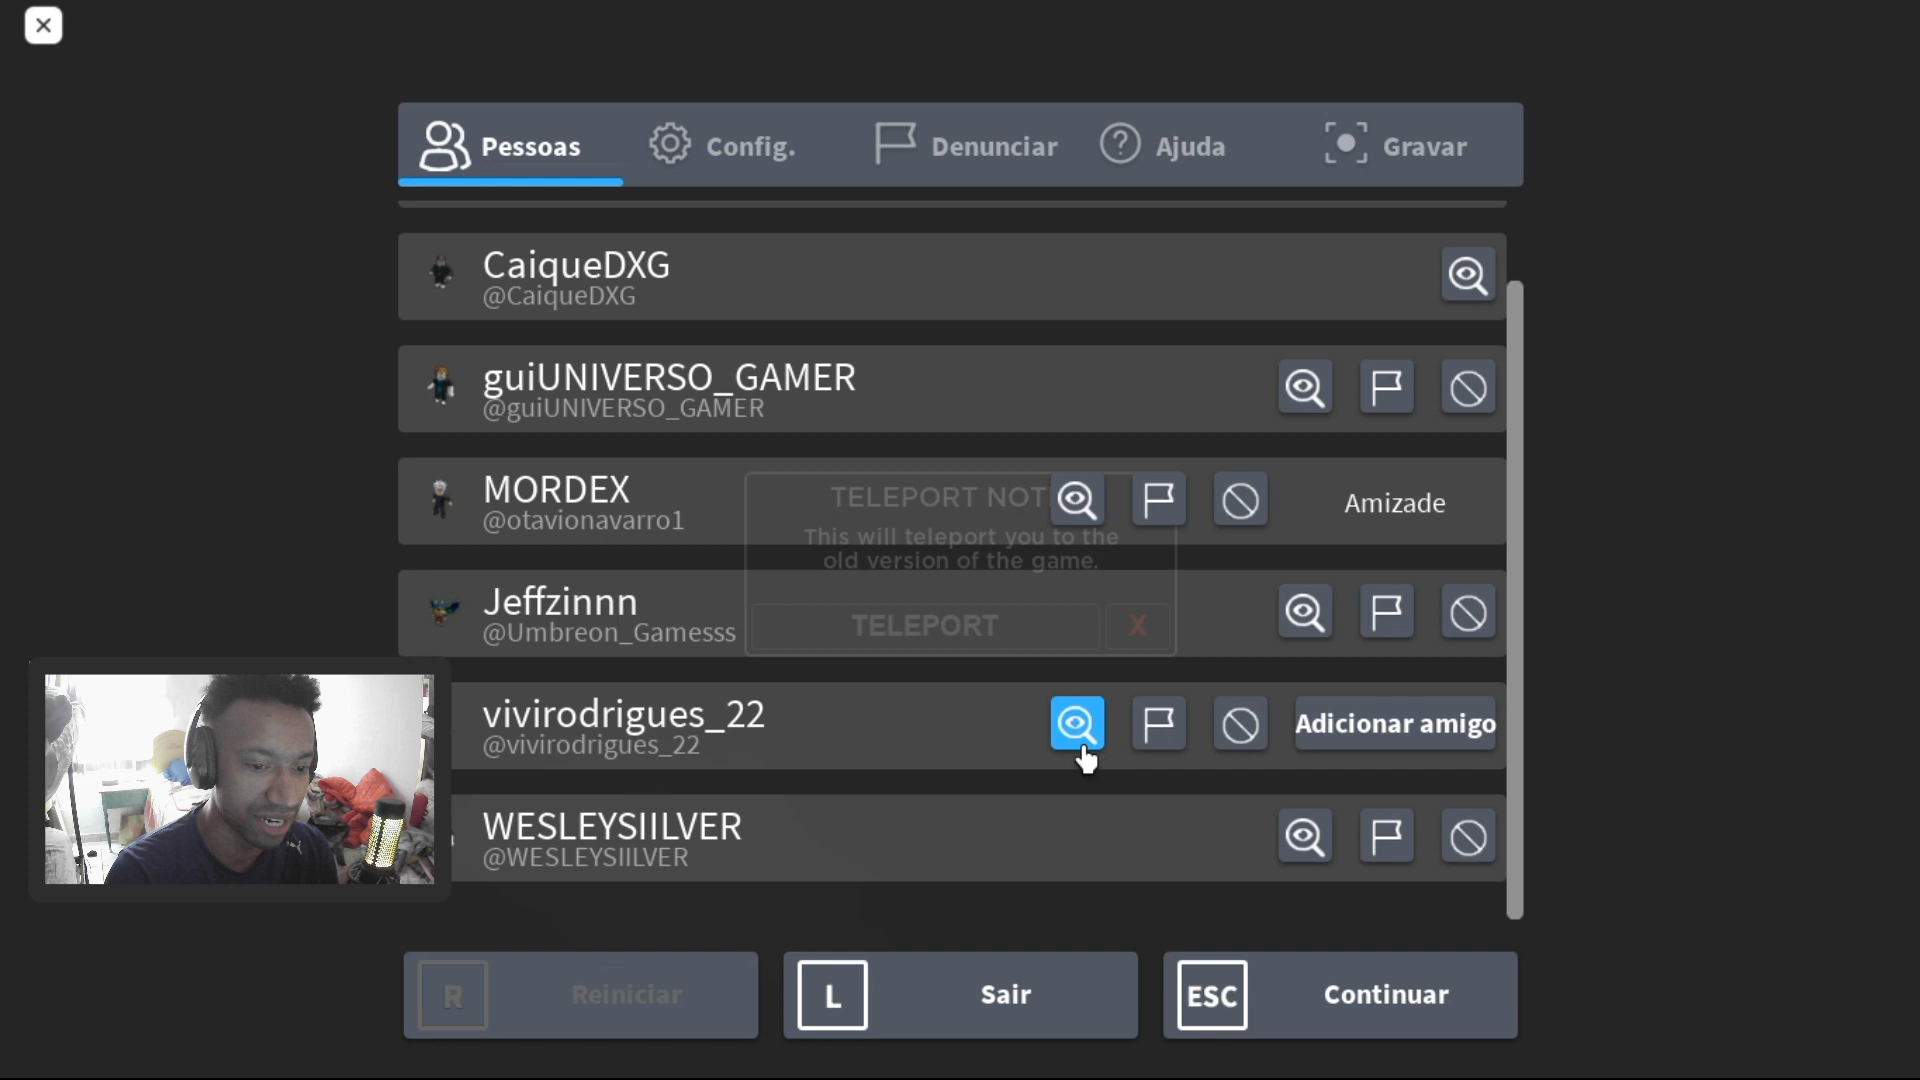 Pessoas
Config.
Denunciar
Ajuda
Gravar
CaiqueDXG
@CaiqueDXG
guiUNIVERSO_GAMER
@guiUNIVERSO_GAMER
MORDEX
@otavionavarro1
Amizade
TELEPORT NOT
This will teleport you to the
old version of the game.
TELEPORT
X
Jeffzinnn
@Umbreon_Gamesss
vivirodrigues_22
@vivirodrigues_22
Adicionar amigo
WESLEYSIILVER
@WESLEYSIILVER
R
Reiniciar
L
Sair
ESC
Continuar